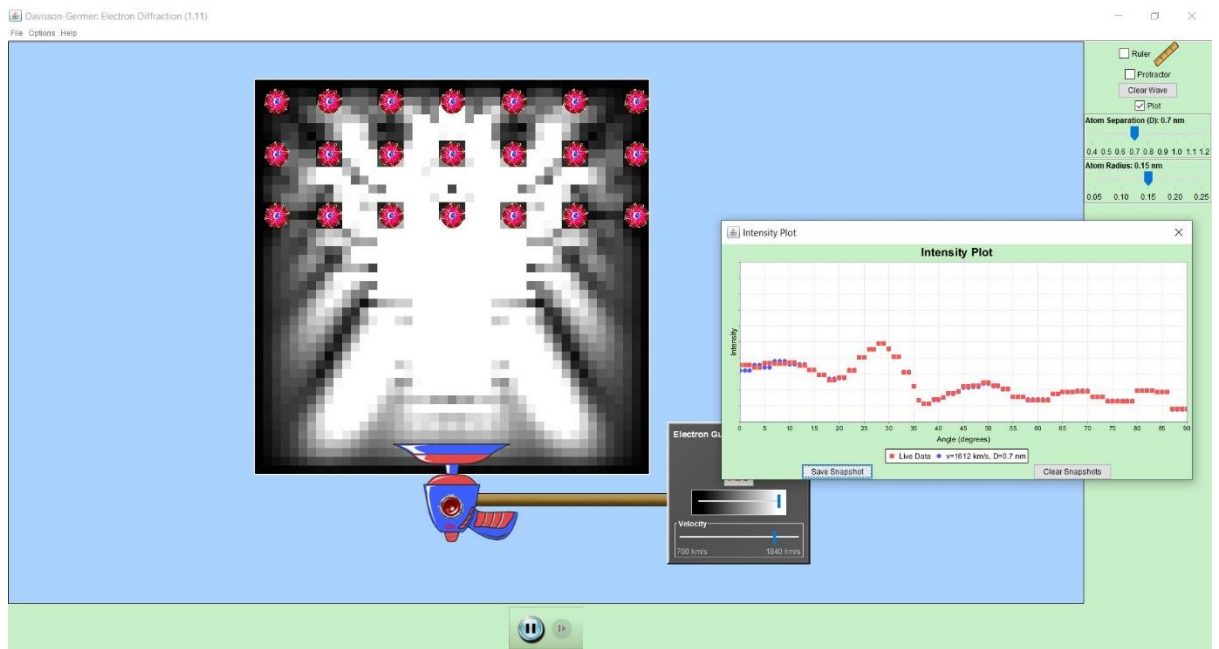 Davisson-Germer: Electron Diffraction (1.11)
File Options Help
Ruler
Protractor
Clear Wave
Plot
Atom Separation (D): 0.7 nm
0.4 0.5 0.6 0.7 0.8 0.9 1.0 1.1 1.2
Atom Radius: 0.15 nm
0.05 0.10 0.15 0.20 0.25
Intensity Plot
Intensity Plot
Intensity
0 5 10 15 20 25 30 35 40 45 50 55 60 65 70 75 80 85 90
Angle (degrees)
Live Data v=1612 km/s, D=0.7 nm
Save Snapshot Clear Snapshots
Electron Gu
Velocity
700 km/s 1840 km/s